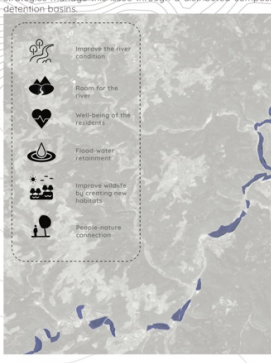 detention basins.
Improve the river
condition
Room for the
river
Well-being of the
residents
Flood-water
retainment
Improve wildlife
by creating new
habitats
People-nature
connection